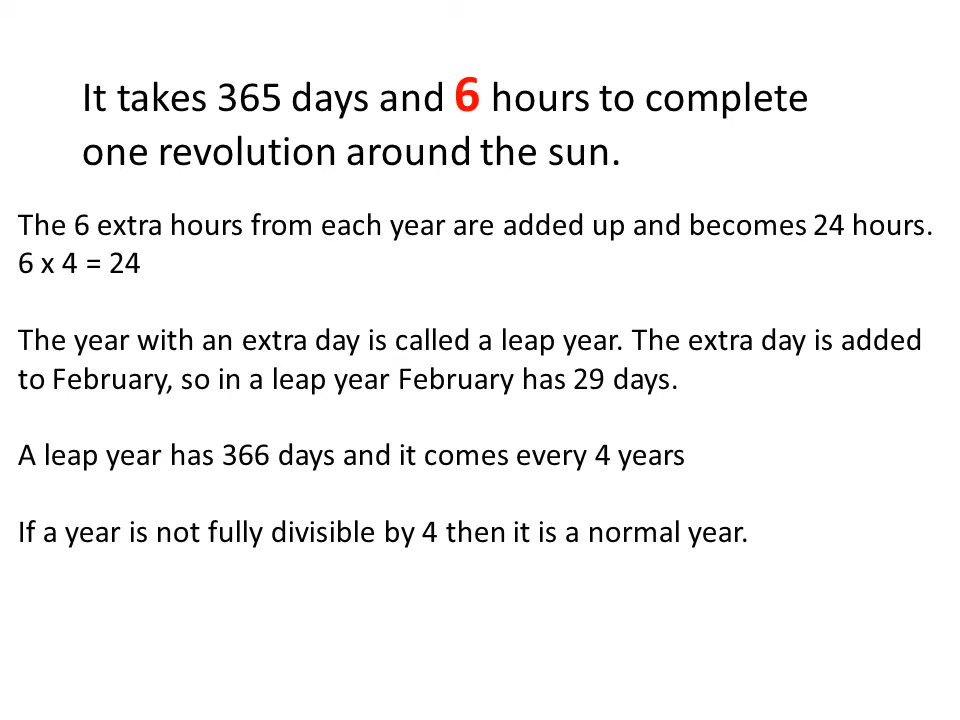 It takes 365 days and 6 hours to complete
one revolution around the sun.
The 6 extra hours from each year are added up and becomes 24 hours.
6 x 4 = 24
The year with an extra day is called a leap year. The extra day is added
to February, so in a leap year February has 29 days.
A leap year has 366 days and it comes every 4 years
If a year is not fully divisible by 4 then it is a normal year.